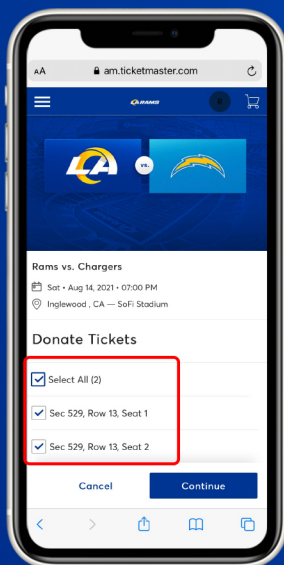 AA am.ticketmaster.com
RAMS
LA VS.
Rams vs. Chargers
Sat • Aug 14, 2021 • 07:00 PM
Inglewood , CA — SoFi Stadium
Donate Tickets
Select All (2)
Sec 529, Row 13, Seat 1
Sec 529, Row 13, Seat 2
Cancel Continue